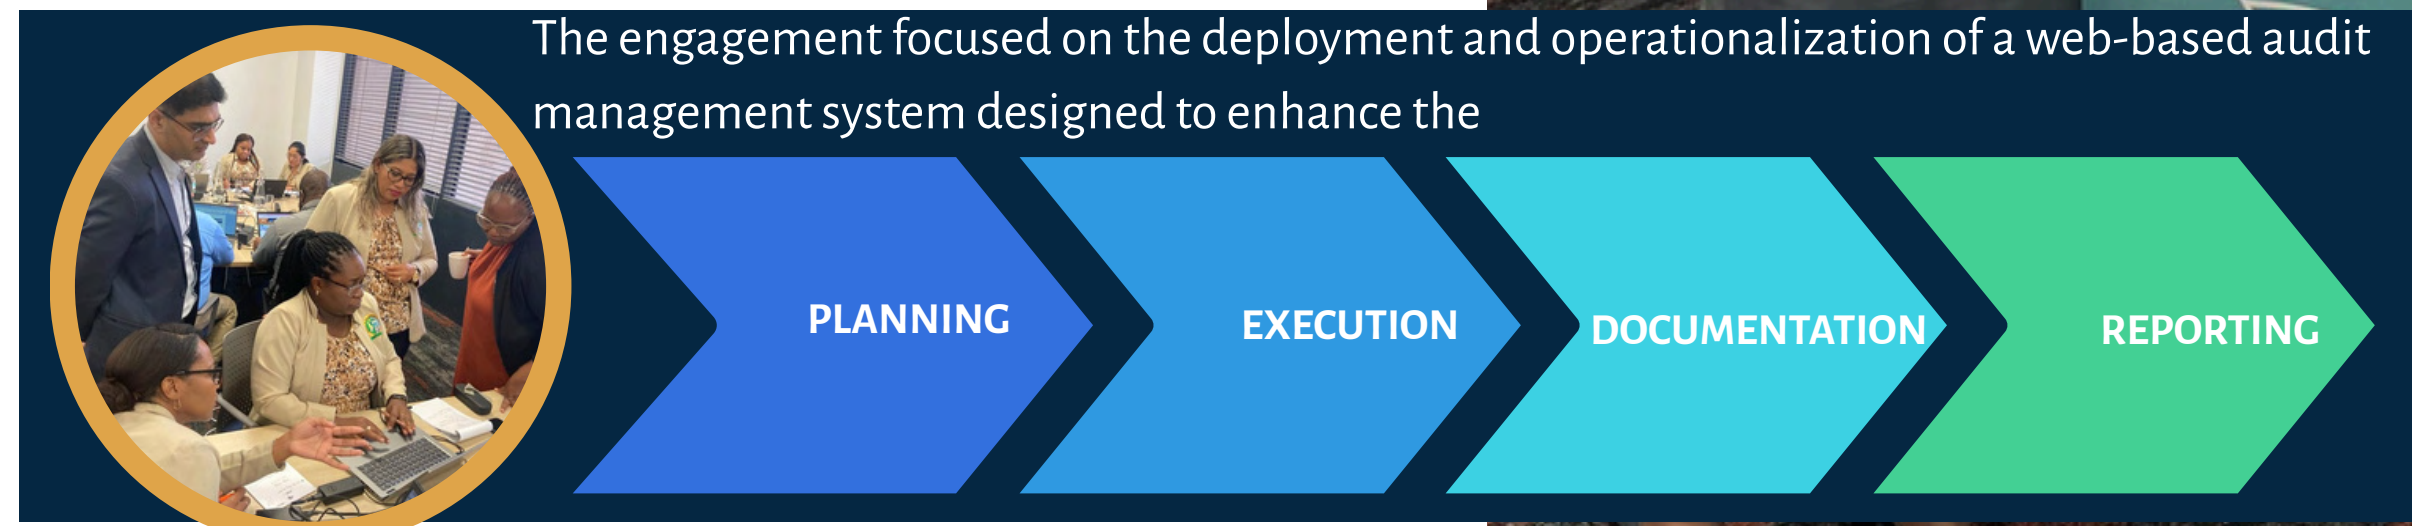 The engagement focused on the deployment and operationalization of a web-based audit
management system designed to enhance the
PLANNING
EXECUTION
DOCUMENTATION
REPORTING